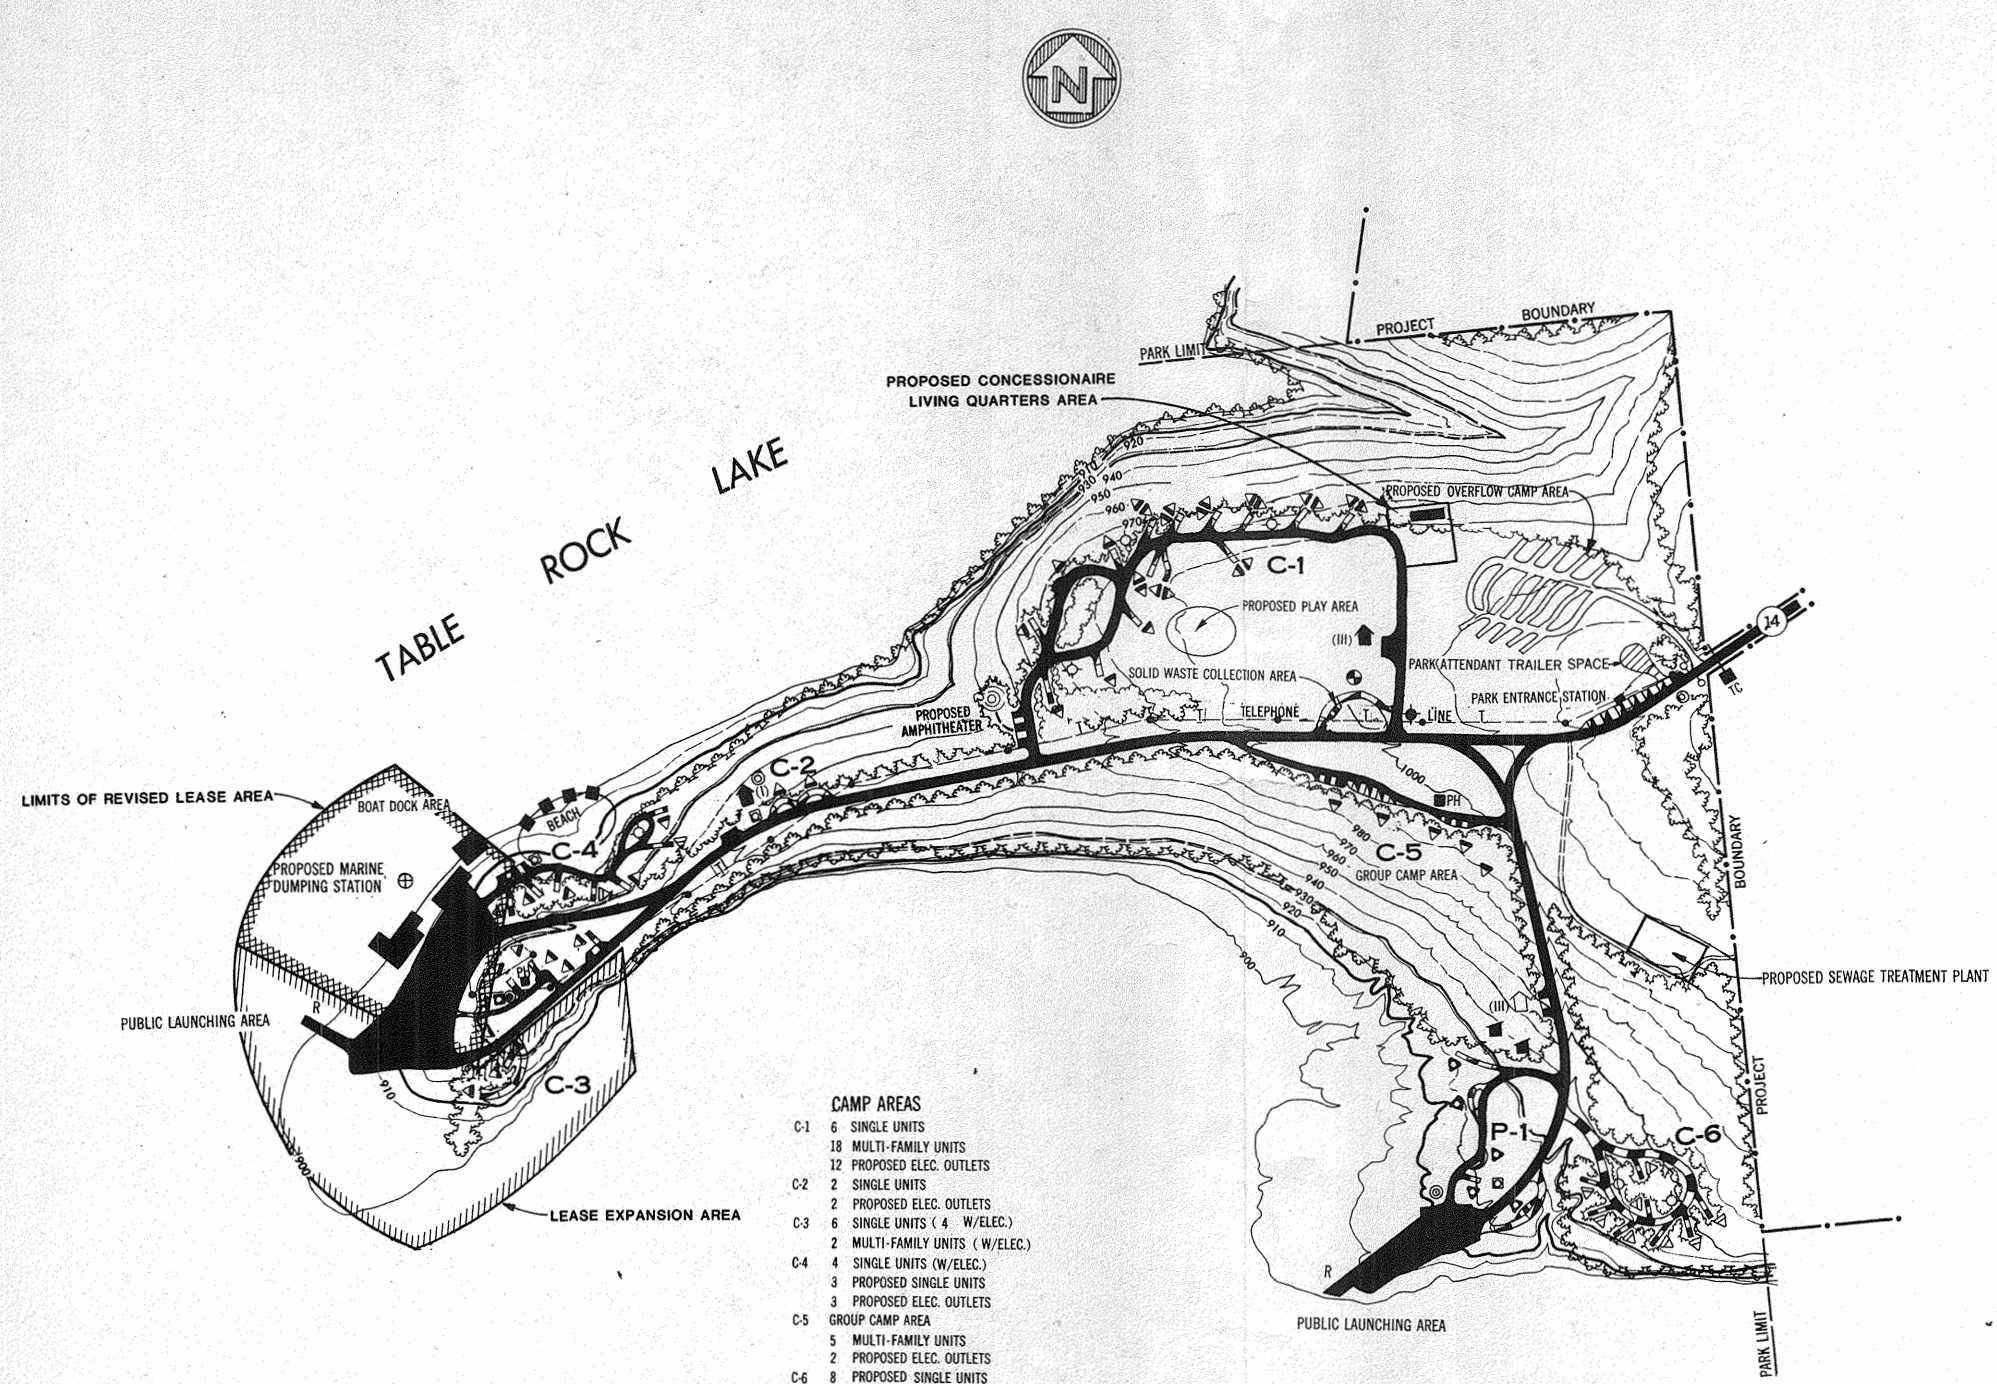 N
PROJECT BOUNDARY
PARK LIMIT
PROPOSED CONCESSIONAIRE
LIVING QUARTERS AREA
920
910
930 940
950
960
970
PROPOSED OVERFLOW CAMP AREA
TABLE ROCK LAKE
C-1
PROPOSED PLAY AREA
(III)
14
SOLID WASTE COLLECTION AREA
PARK ATTENDANT TRAILER SPACE
TC
PARK ENTRANCE STATION
PROPOSED
AMPHITHEATER
T TELEPHONE T LINE T
C-2
(I)
1000
PH
LIMITS OF REVISED LEASE AREA
BOAT DOCK AREA
BEACH
C-4
PROPOSED MARINE
DUMPING STATION
980
970
960
950
940
930
920
910
900
C-5
GROUP CAMP AREA
BOUNDARY
PROPOSED SEWAGE TREATMENT PLANT
PH
R
PUBLIC LAUNCHING AREA
(III)
910
C-3
900
PROJECT
P-1
C-6
LEASE EXPANSION AREA
R
PUBLIC LAUNCHING AREA
PARK LIMIT
CAMP AREAS
C-1 6 SINGLE UNITS
18 MULTI-FAMILY UNITS
12 PROPOSED ELEC. OUTLETS
C-2 2 SINGLE UNITS
2 PROPOSED ELEC. OUTLETS
C-3 6 SINGLE UNITS ( 4 W/ELEC.)
2 MULTI-FAMILY UNITS ( W/ELEC.)
C-4 4 SINGLE UNITS (W/ELEC.)
3 PROPOSED SINGLE UNITS
3 PROPOSED ELEC. OUTLETS
C-5 GROUP CAMP AREA
5 MULTI-FAMILY UNITS
2 PROPOSED ELEC. OUTLETS
C-6 8 PROPOSED SINGLE UNITS